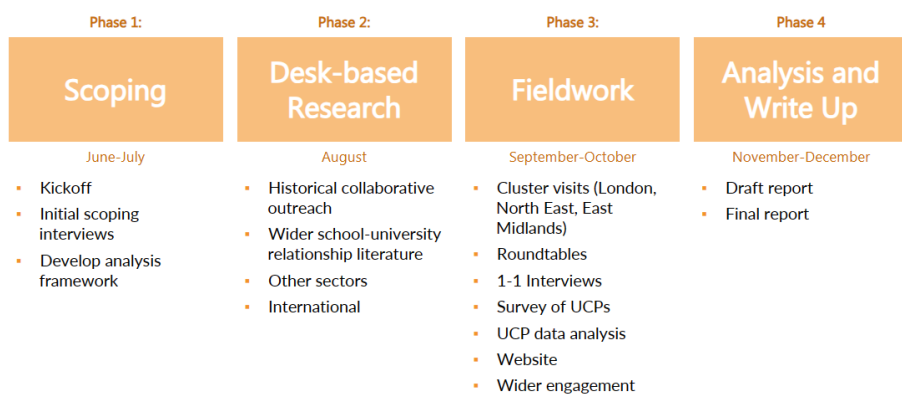 Phase 1:
Scoping
June-July
▪ Kickoff
▪ Initial scoping
interviews
▪ Develop analysis
framework
Phase 2:
Desk-based
Research
August
▪ Historical collaborative
outreach
▪ Wider school-university
relationship literature
▪ Other sectors
▪ International
Phase 3:
Fieldwork
September-October
▪ Cluster visits (London,
North East, East
Midlands)
▪ Roundtables
▪ 1-1 Interviews
▪ Survey of UCPs
▪ UCP data analysis
▪ Website
▪ Wider engagement
Phase 4
Analysis and
Write Up
November-December
▪ Draft report
▪ Final report